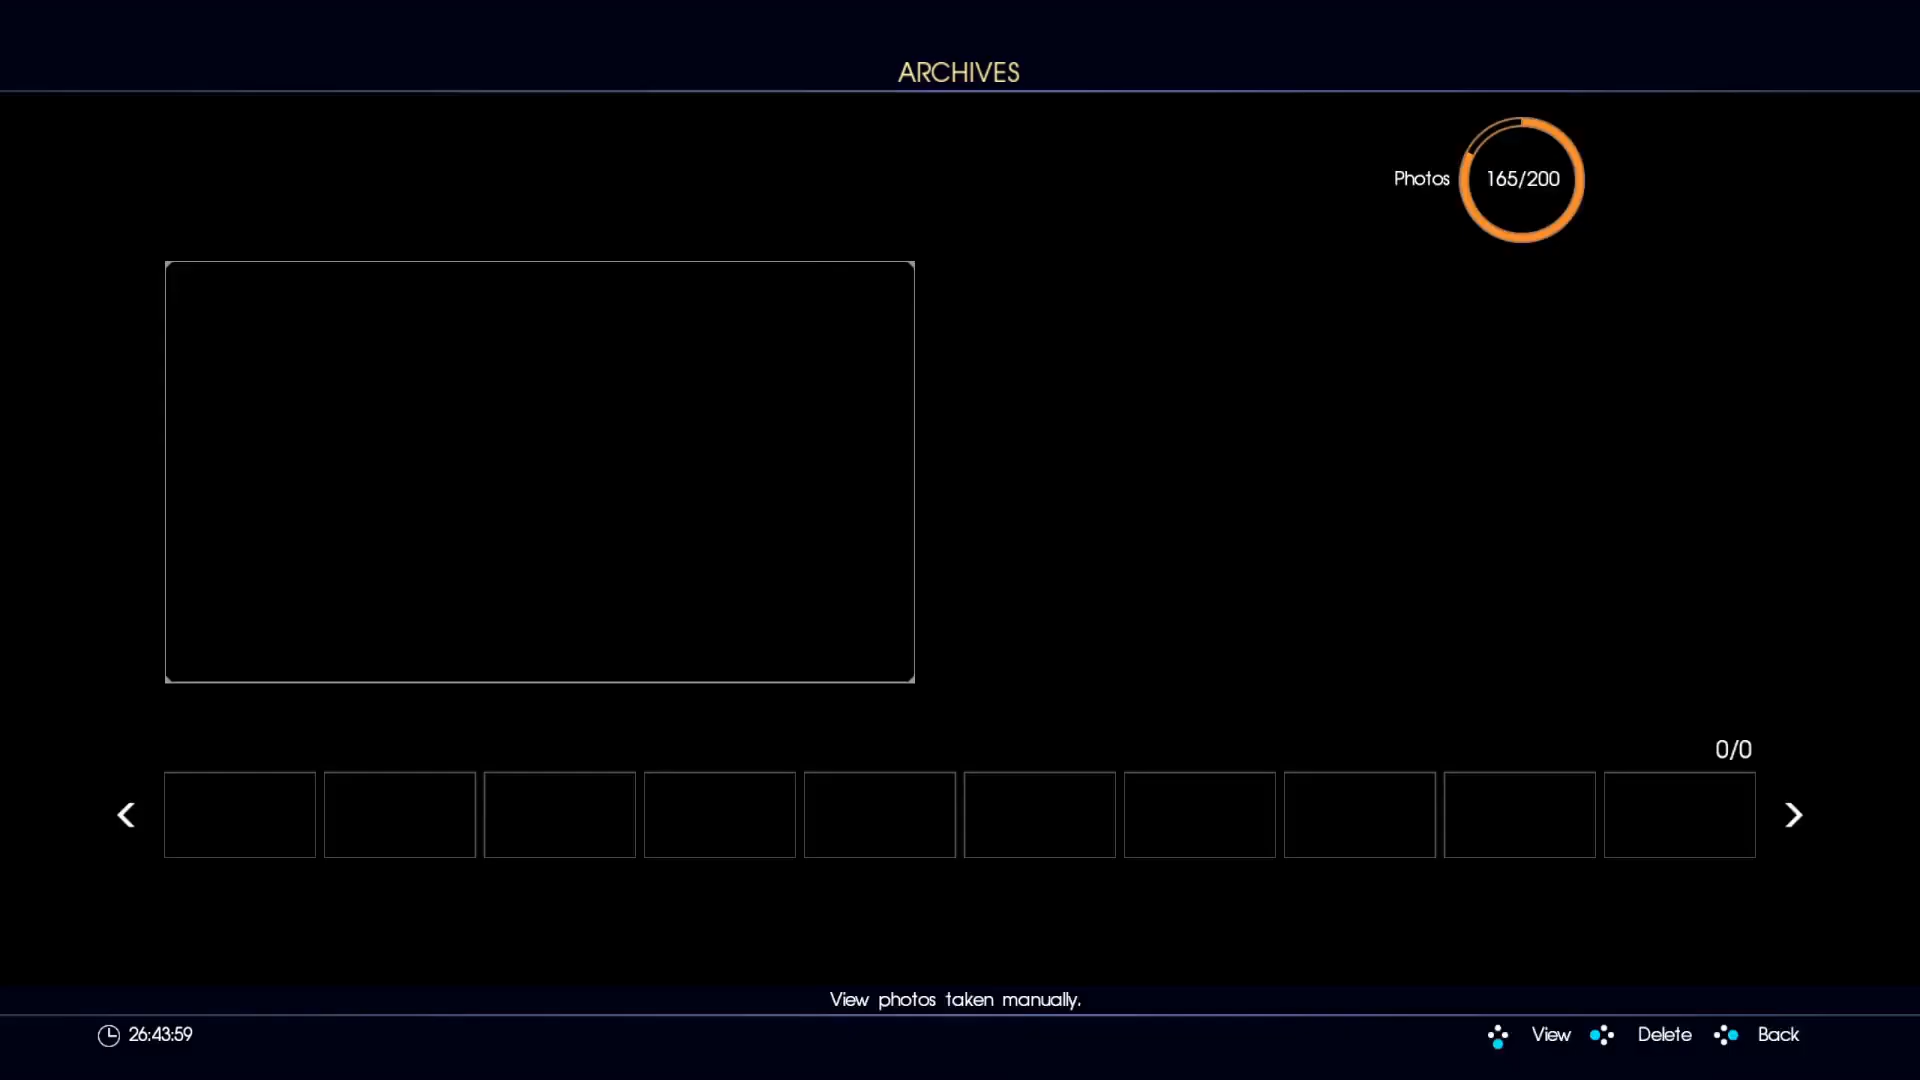 ARCHIVES
Photos 165/200
0/0
View photos taken manually.
26:43:59 View Delete Back